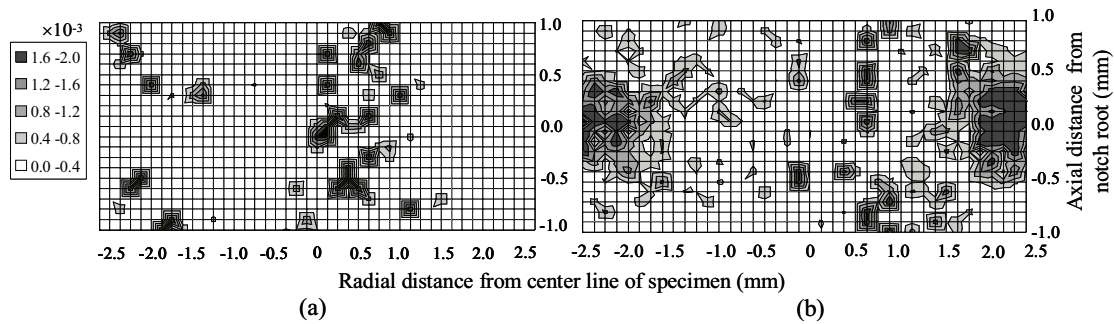 ×10⁻³
1.6 -2.0
1.2 -1.6
0.8 -1.2
0.4 -0.8
0.0 -0.4
1.0
0.5
0.0
-0.5
-1.0
-2.5 -2.0 -1.5 -1.0 -0.5 0 0.5 1.0 1.5 2.0 2.5
1.0
0.5
0.0
-0.5
-1.0
Axial distance from
notch root (mm)
-2.5 -2.0 -1.5 -1.0 -0.5 0 0.5 1.0 1.5 2.0 2.5
Radial distance from center line of specimen (mm)
(a)
(b)